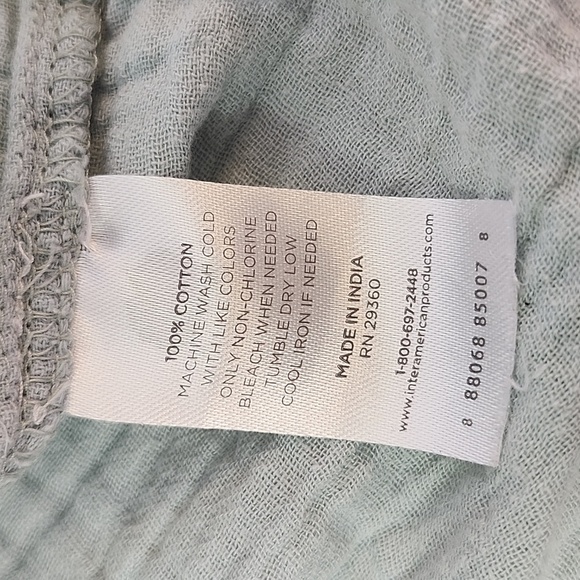 100% COTTON
MACHINE WASH COLD
WITH LIKE COLORS
ONLY NON-CHLORINE
BLEACH WHEN NEEDED
TUMBLE DRY LOW
COOL IRON IF NEEDED
MADE IN INDIA
RN 29360
1-800-697-2448
www.interamericanproducts.com
8 88068 85007 8